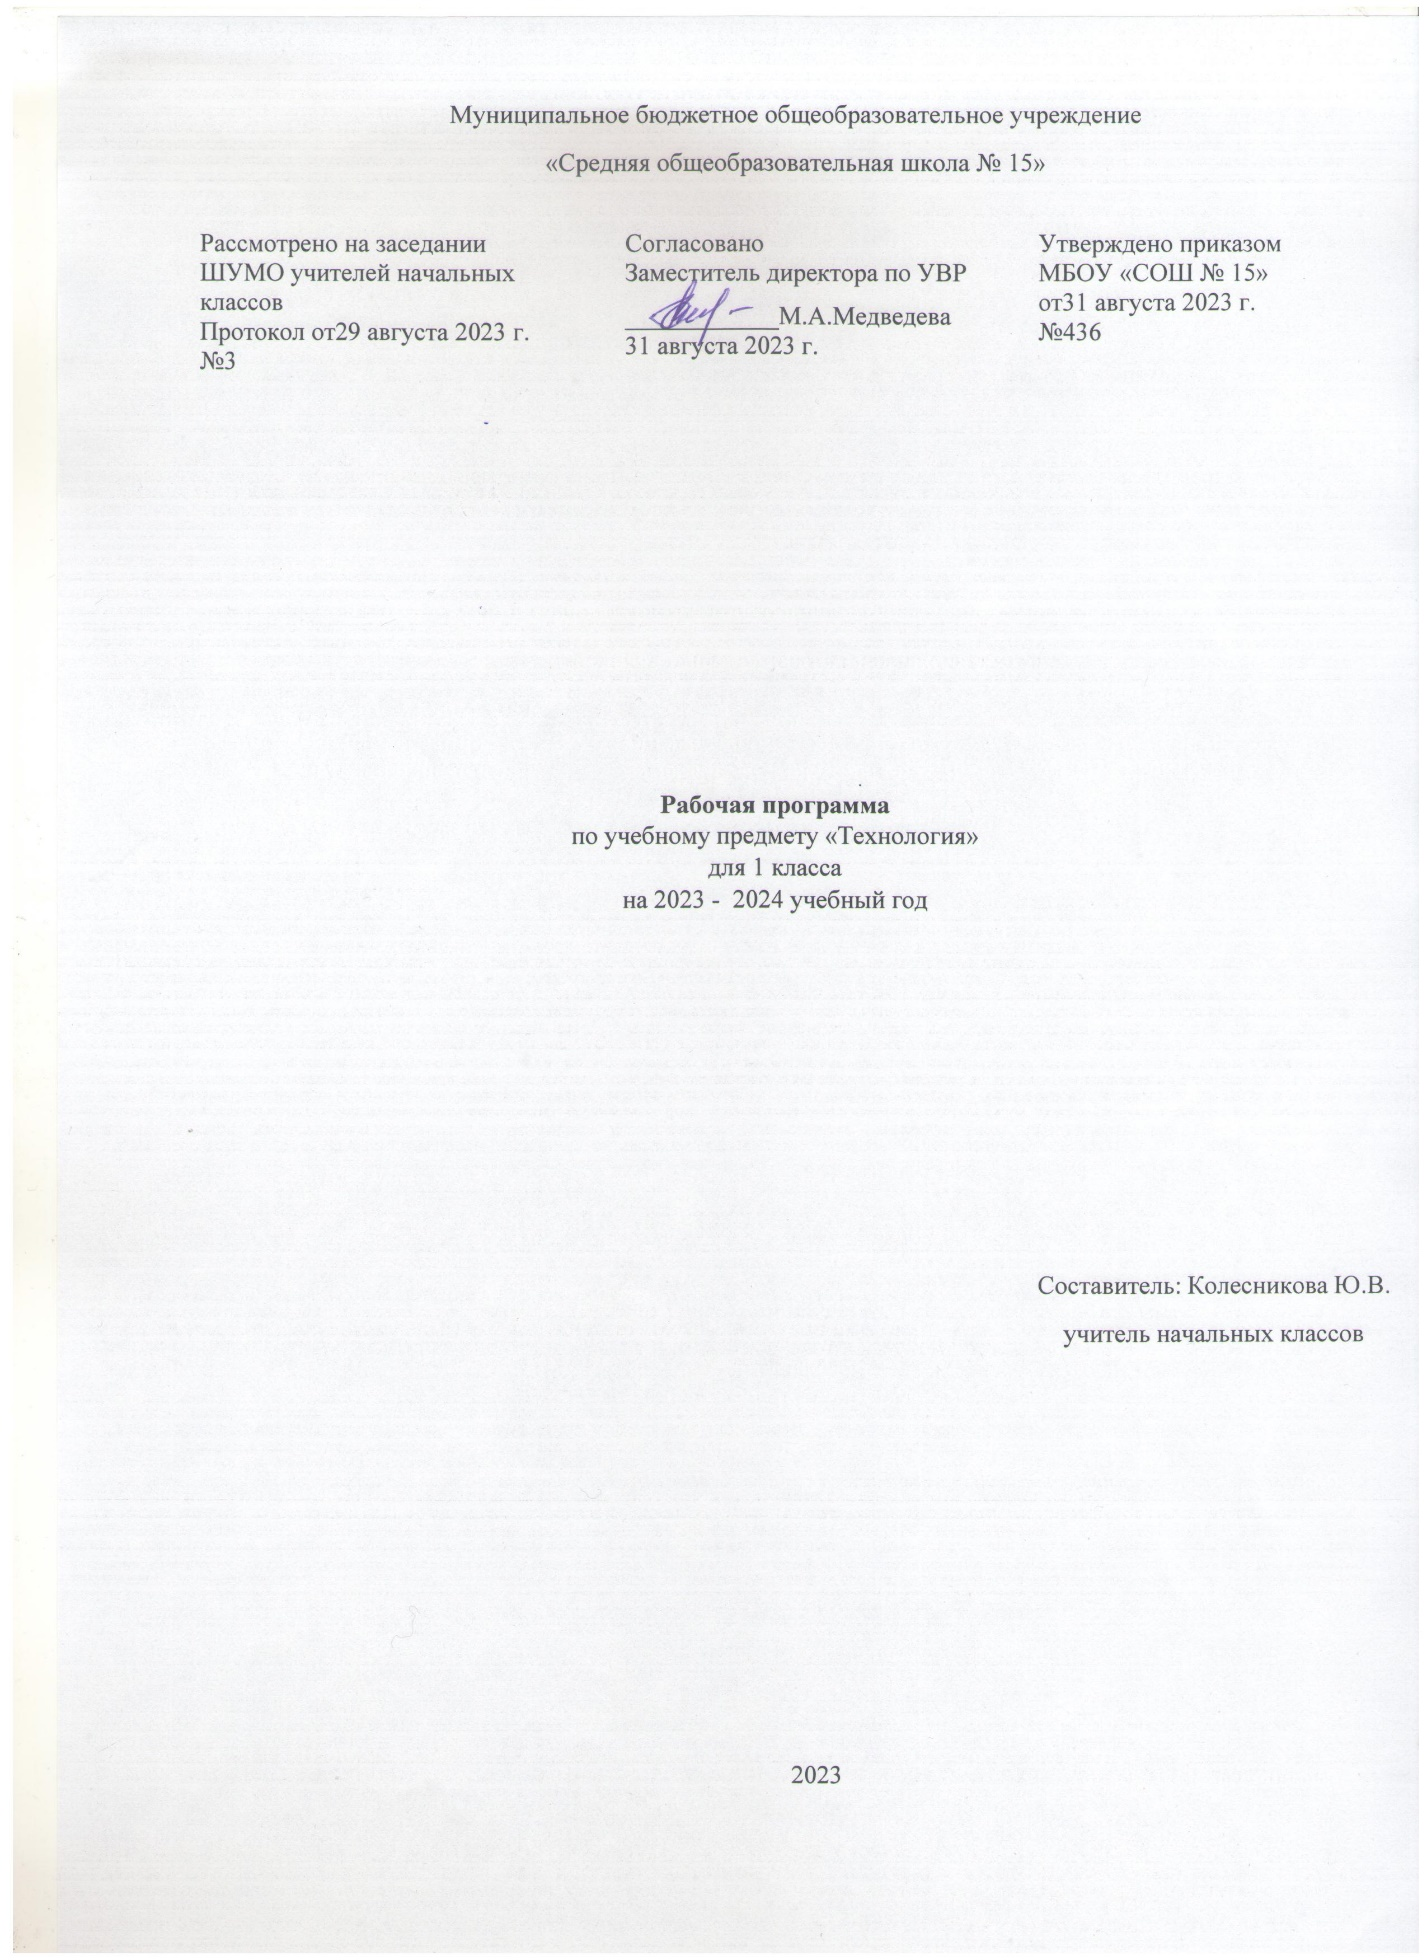 Муниципальное бюджетное общеобразовательное учреждение
«Средняя общеобразовательная школа № 15»
Рассмотрено на заседании
ШУМО учителей начальных
классов
Протокол от29 августа 2023 г.
№3
Согласовано
Заместитель директора по УВР
____________М.А.Медведева
31 августа 2023 г.
Утверждено приказом
МБОУ «СОШ № 15»
от31 августа 2023 г.
№436
Рабочая программа
по учебному предмету «Технология»
для 1 класса
на 2023 - 2024 учебный год
Составитель: Колесникова Ю.В.
учитель начальных классов
2023